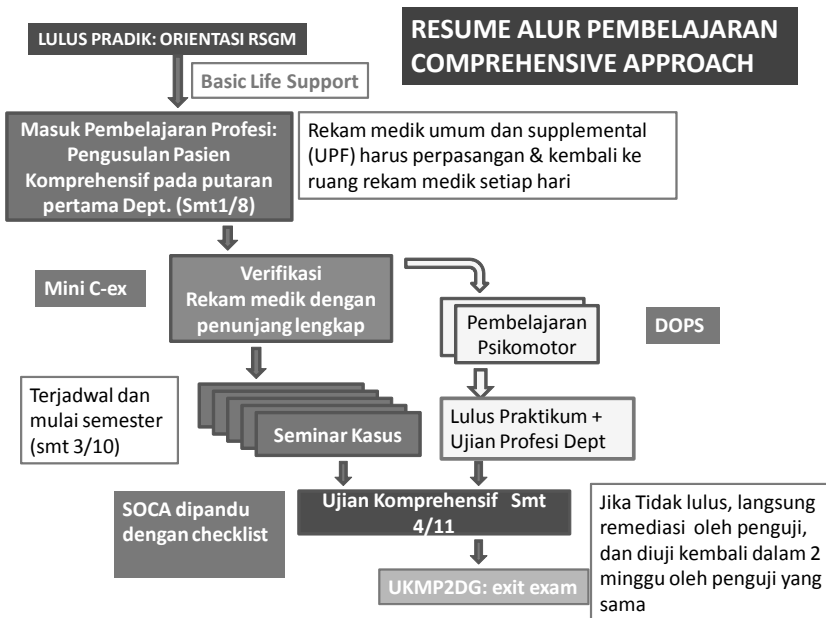 RESUME ALUR PEMBELAJARAN
COMPREHENSIVE APPROACH
LULUS PRADIK: ORIENTASI RSGM
Basic Life Support
Masuk Pembelajaran Profesi:
Pengusulan Pasien
Komprehensif pada putaran
pertama Dept. (Smt1/8)
Rekam medik umum dan supplemental
(UPF) harus perpasangan & kembali ke
ruang rekam medik setiap hari
Mini C-ex
Verifikasi
Rekam medik dengan
penunjang lengkap
Pembelajaran
Psikomotor
DOPS
Terjadwal dan
mulai semester
(smt 3/10)
Seminar Kasus
Lulus Praktikum +
Ujian Profesi Dept
SOCA dipandu
dengan checklist
Ujian Komprehensif Smt
4/11
Jika Tidak lulus, langsung
remediasi oleh penguji,
dan diuji kembali dalam 2
minggu oleh penguji yang
sama
UKMP2DG: exit exam